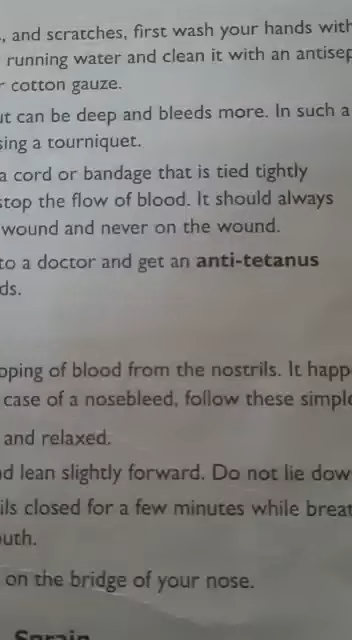 , and scratches, first wash your hands with
running water and clean it with an antisep
cotton gauze.
ut can be deep and bleeds more. In such a
sing a tourniquet.
a cord or bandage that is tied tightly
stop the flow of blood. It should always
wound and never on the wound.
to a doctor and get an anti-tetanus
ds.
pping of blood from the nostrils. It happ
case of a nosebleed, follow these simple
and relaxed.
nd lean slightly forward. Do not lie dow
ils closed for a few minutes while breat
outh.
on the bridge of your nose.
Sprain